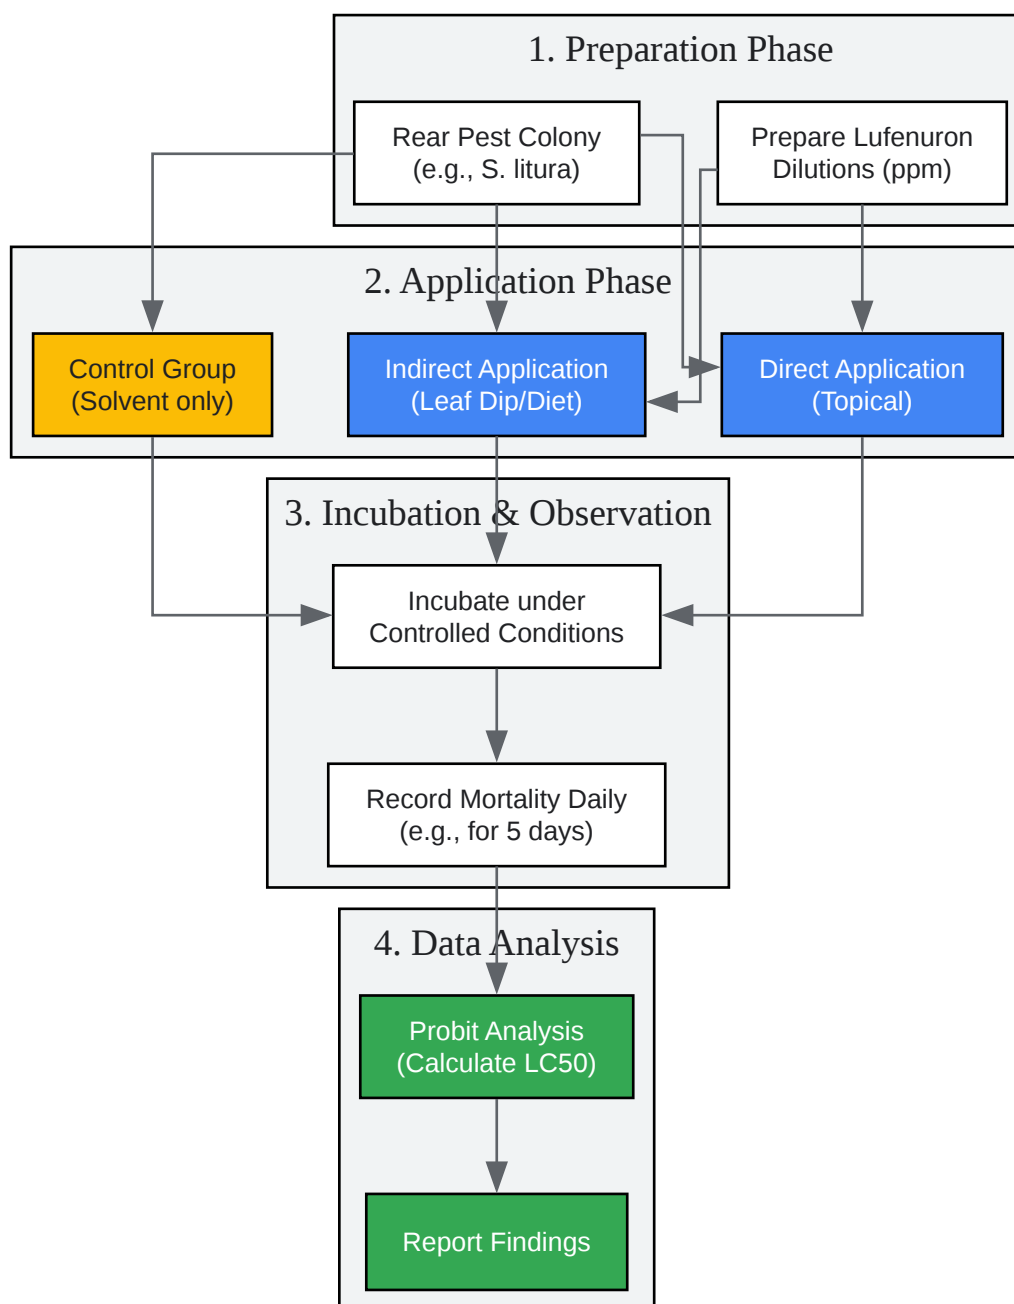 1. Preparation Phase
Rear Pest Colony
(e.g., S. litura)
Prepare Lufenuron
Dilutions (ppm)
2. Application Phase
Control Group
(Solvent only)
Indirect Application
(Leaf Dip/Diet)
Direct Application
(Topical)
3. Incubation & Observation
Incubate under
Controlled Conditions
Record Mortality Daily
(e.g., for 5 days)
4. Data Analysis
Probit Analysis
(Calculate LC50)
Report Findings